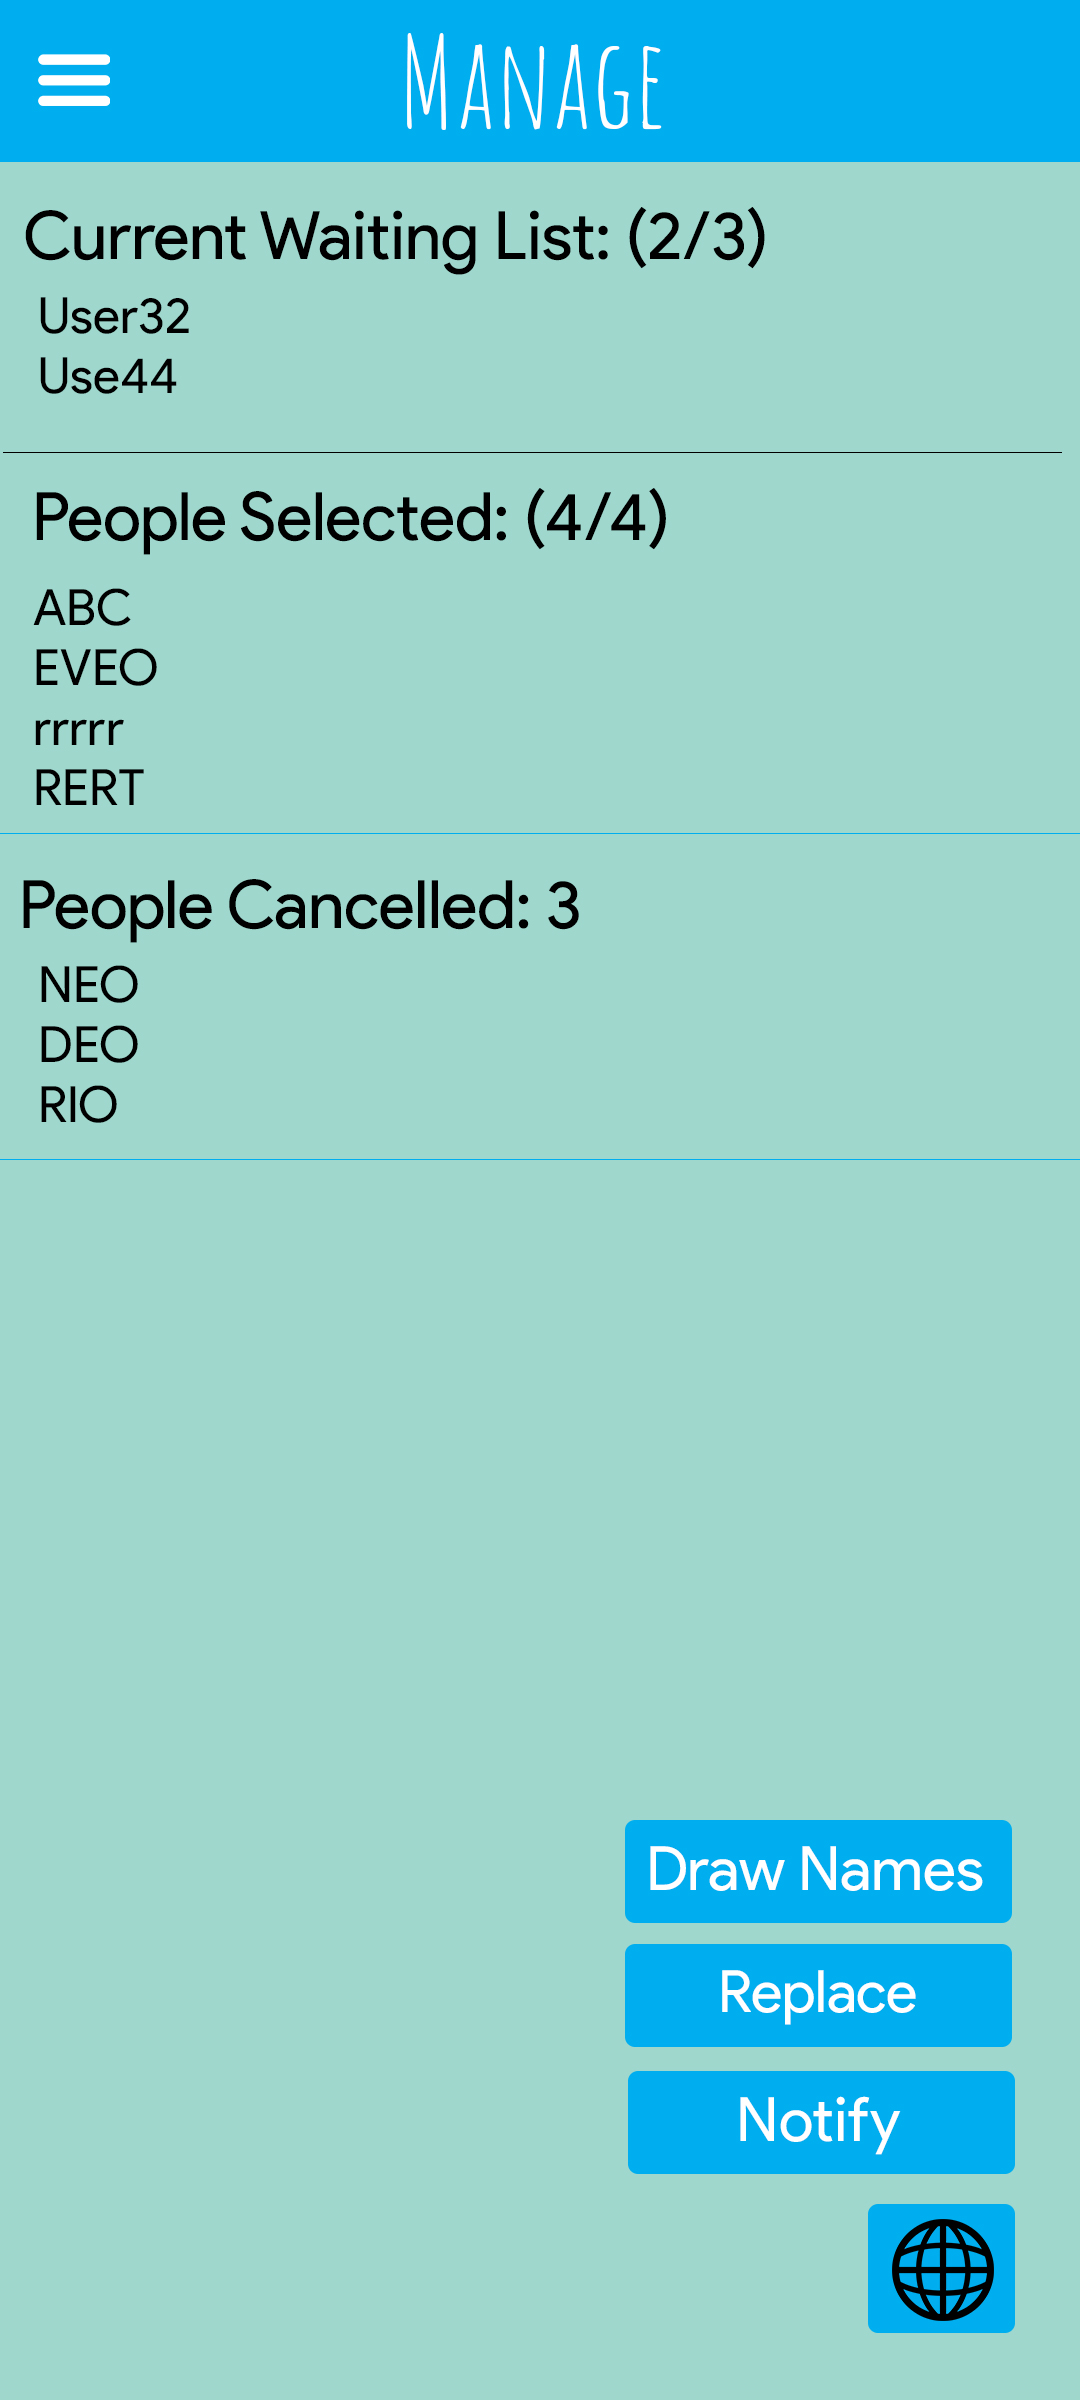 MANAGE
Current Waiting List: (2/3)
User32
Use44
People Selected: (4/4)
ABC
EVEO
rrrrr
RERT
People Cancelled: 3
NEO
DEO
RIO
Draw Names
Replace
Notify